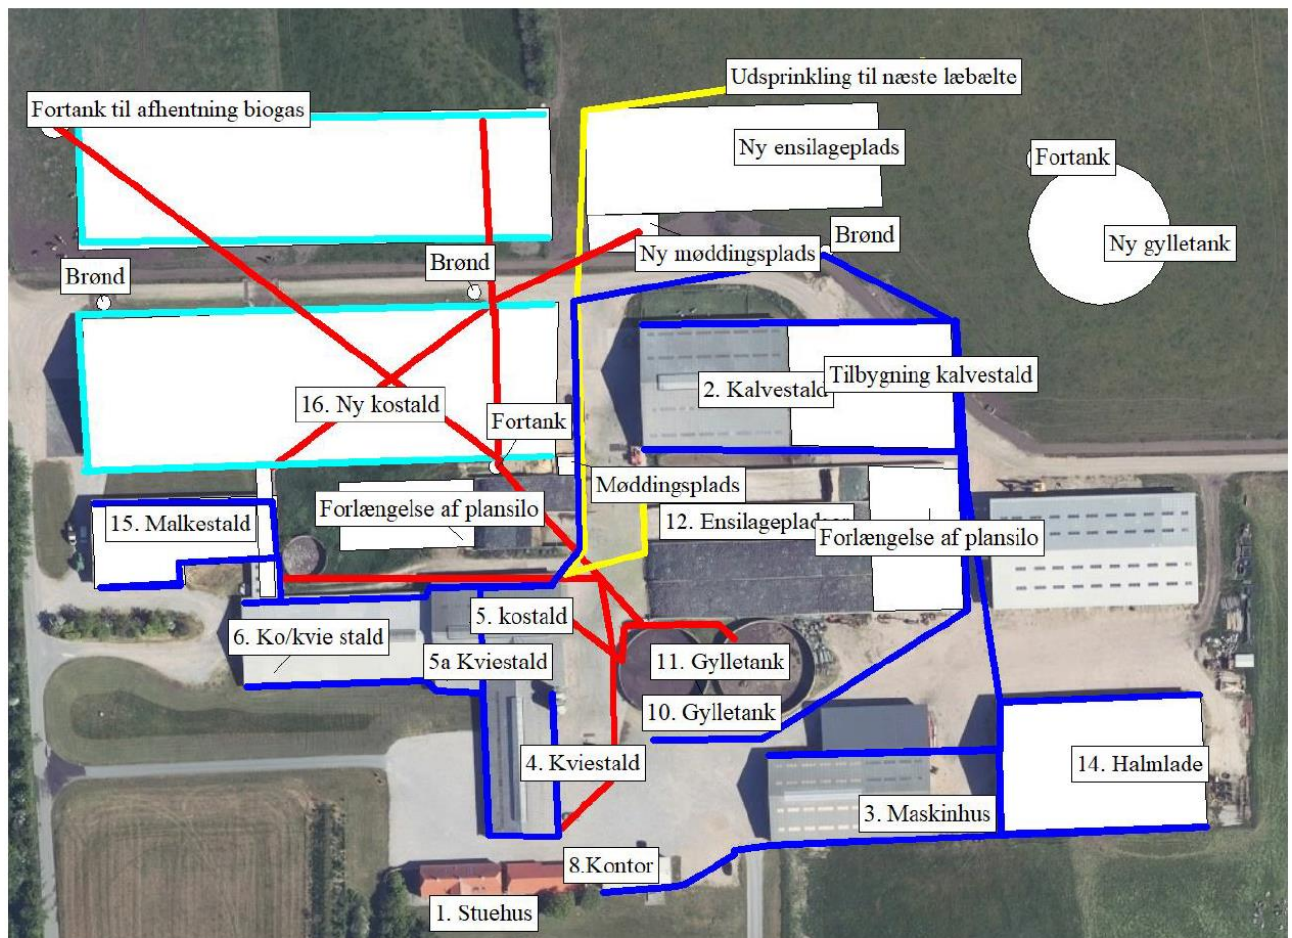 Udsprinkling til næste læbælte
Fortank til afhentning biogas
Ny ensilageplads
Fortank
Brønd
Ny gylletank
Ny møddingsplads
Brønd
Brønd
Tilbygning kalvestald
2. Kalvestald
16. Ny kostald
Fortank
Møddingsplads
Forlængelse af plansilo
12. Ensilagepladser
15. Malkestald
Forlængelse af plansilo
5. kostald
6. Ko/kvie stald
5a Kviestald
11. Gylletank
10. Gylletank
4. Kviestald
14. Halmlade
3. Maskinhus
8.Kontor
1. Stuehus